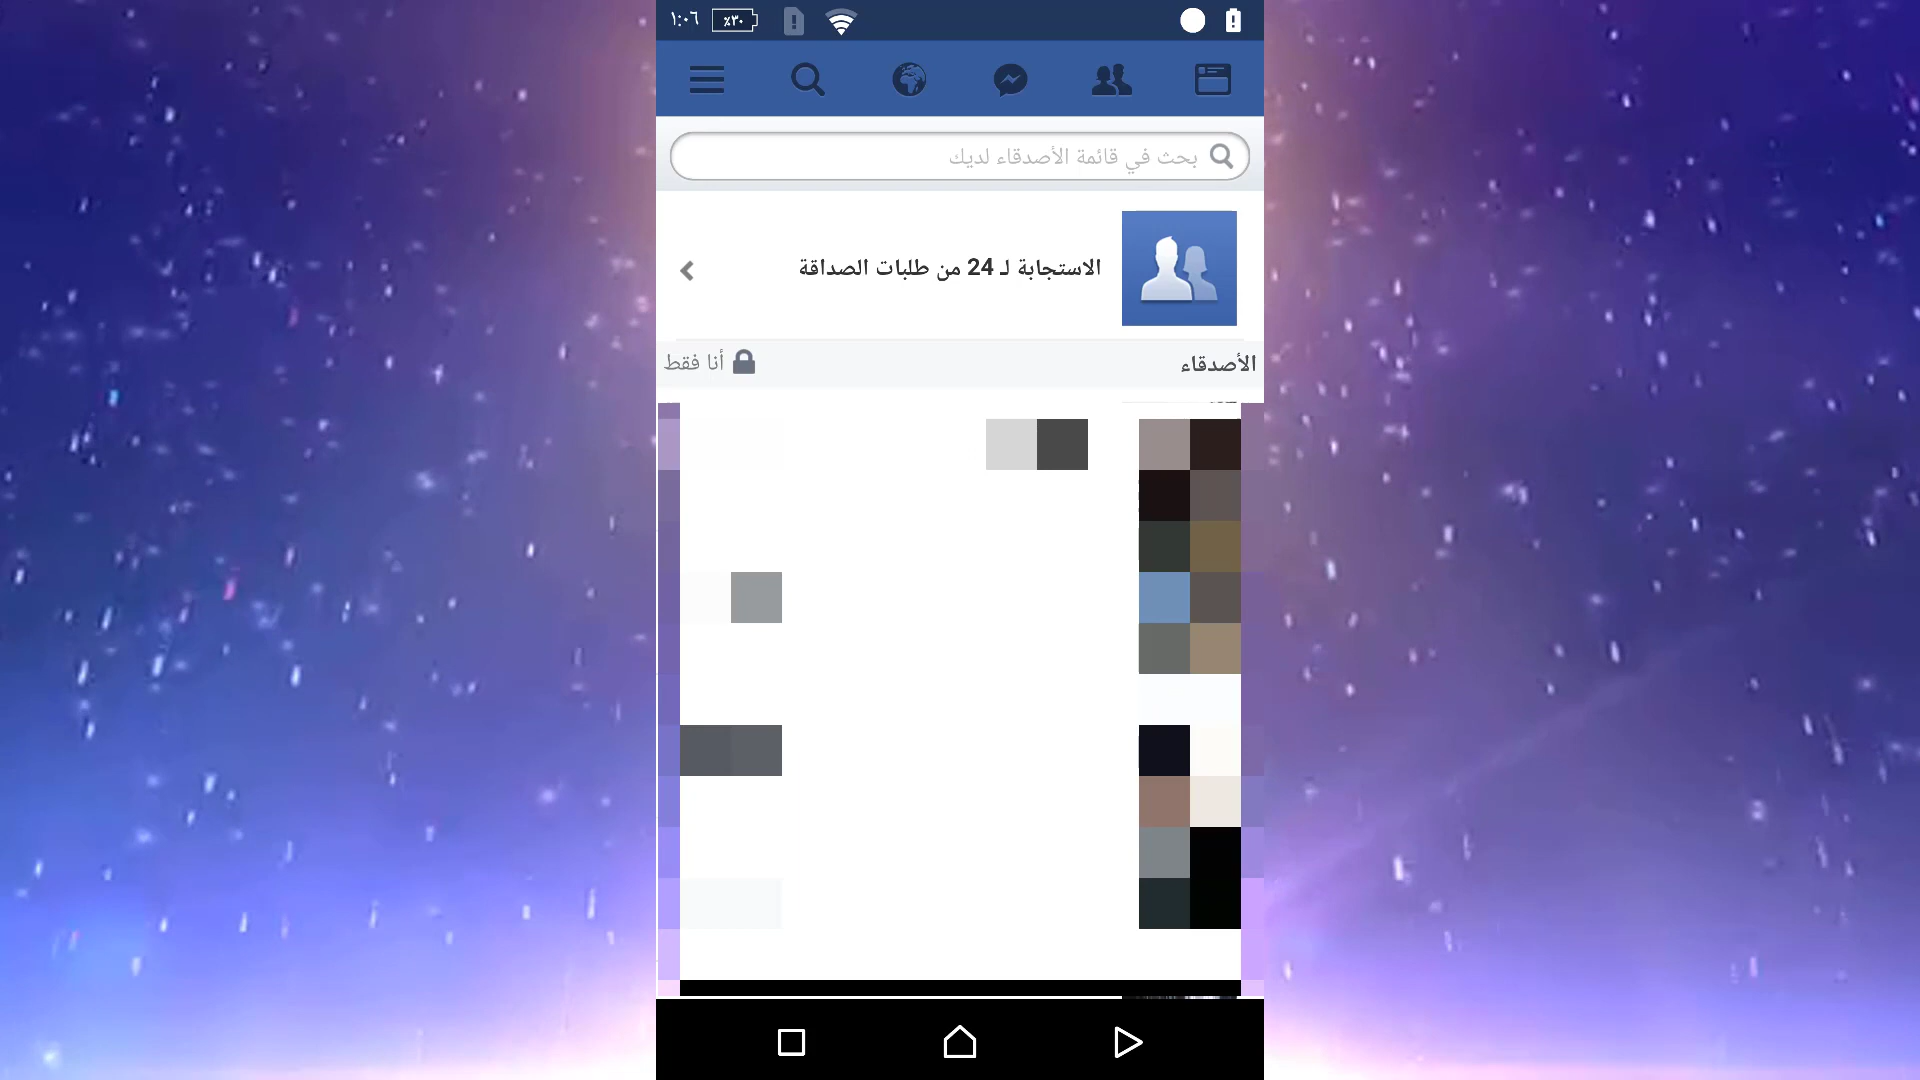 ١:٠٦ ٪٣٠
بحث في قائمة الأصدقاء لديك
الاستجابة لـ 24 من طلبات الصداقة
الأصدقاء
أنا فقط